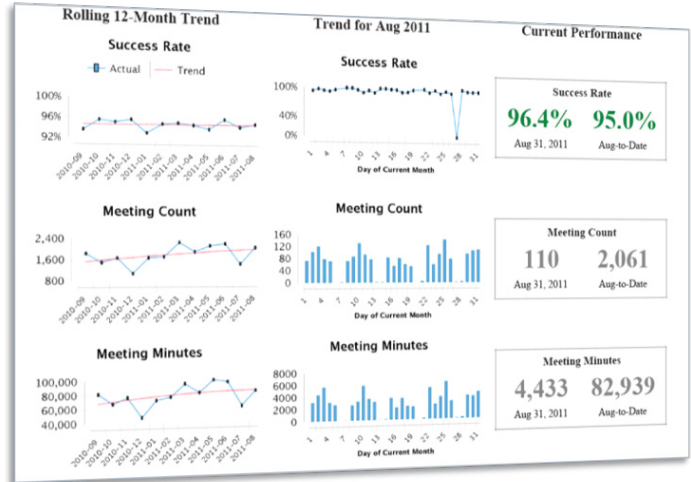 Rolling 12-Month Trend
Trend for Aug 2011
Current Performance
Success Rate
Actual Trend
100%
96%
92%
2010-09 2010-10 2010-11 2010-12 2011-01 2011-02 2011-03 2011-04 2011-05 2011-06 2011-07 2011-08
Success Rate
100%
40%
0%
1 4 7 10 13 16 19 22 25 28 31
Day of Current Month
Success Rate
96.4% 95.0%
Aug 31, 2011 Aug-to-Date
Meeting Count
2,400
1,600
800
2010-09 2010-10 2010-11 2010-12 2011-01 2011-02 2011-03 2011-04 2011-05 2011-06 2011-07 2011-08
Meeting Count
160
120
80
40
0
1 4 7 10 13 16 19 22 25 28 31
Day of Current Month
Meeting Count
110 2,061
Aug 31, 2011 Aug-to-Date
Meeting Minutes
100,000
80,000
60,000
40,000
2010-09 2010-10 2010-11 2010-12 2011-01 2011-02 2011-03 2011-04 2011-05 2011-06 2011-07 2011-08
Meeting Minutes
8000
6000
4000
2000
0
1 4 7 10 13 16 19 22 25 28 31
Day of Current Month
Meeting Minutes
4,433 82,939
Aug 31, 2011 Aug-to-Date